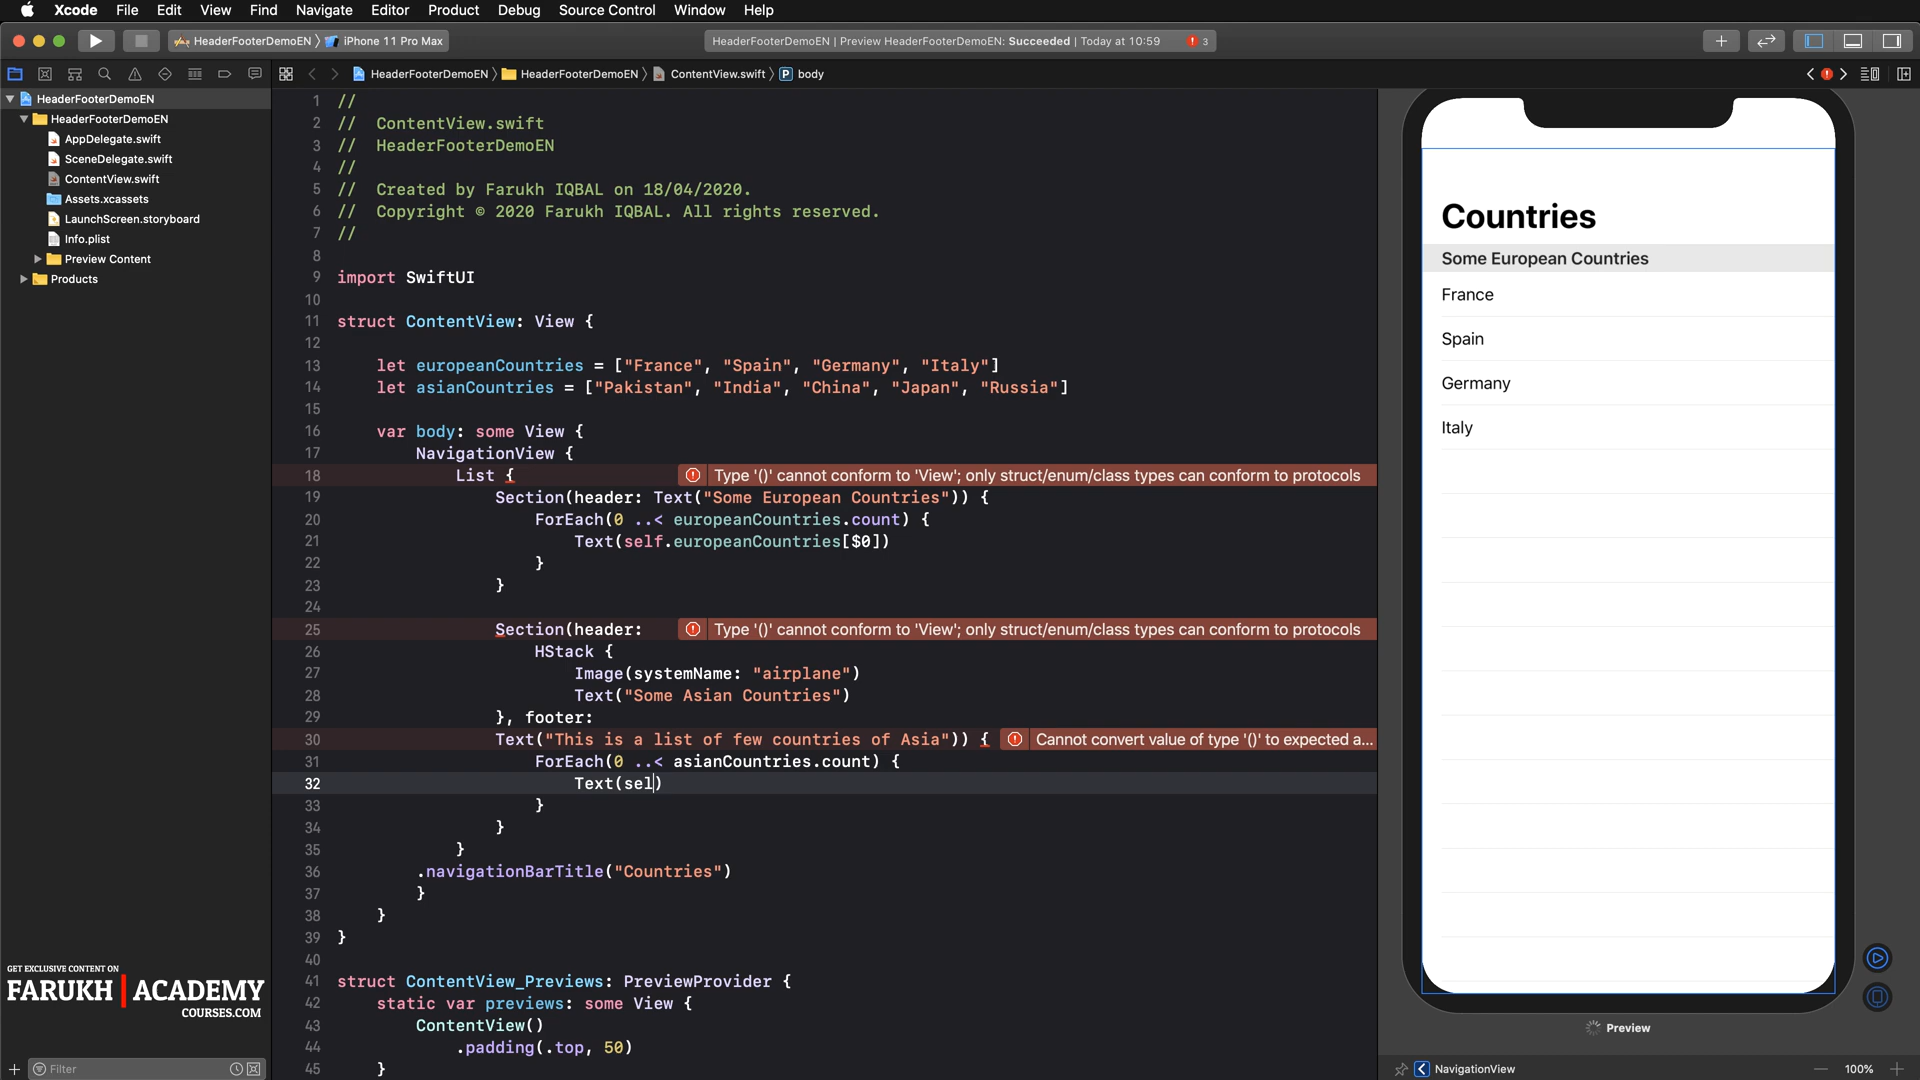 Xcode File Edit View Find Navigate Editor Product Debug Source Control Window Help
HeaderFooterDemoEN 〉 iPhone 11 Pro Max
HeaderFooterDemoEN | Preview HeaderFooterDemoEN: Succeeded | Today at 10:59
3
HeaderFooterDemoEN 〉 HeaderFooterDemoEN 〉 ContentView.swift 〉 P body
HeaderFooterDemoEN
HeaderFooterDemoEN
AppDelegate.swift
SceneDelegate.swift
ContentView.swift
Assets.xcassets
LaunchScreen.storyboard
Info.plist
Preview Content
Products
1 //
2 // ContentView.swift
3 // HeaderFooterDemoEN
4 //
5 // Created by Farukh IQBAL on 18/04/2020.
6 // Copyright © 2020 Farukh IQBAL. All rights reserved.
7 //
8
9 import SwiftUI
10
11 struct ContentView: View {
12
13 let europeanCountries = ["France", "Spain", "Germany", "Italy"]
14 let asianCountries = ["Pakistan", "India", "China", "Japan", "Russia"]
15
16 var body: some View {
17 NavigationView {
18 List { Type '()' cannot conform to 'View'; only struct/enum/class types can conform to protocols
19 Section(header: Text("Some European Countries")) {
20 ForEach(0 ..< europeanCountries.count) {
21 Text(self.europeanCountries[$0])
22 }
23 }
24
25 Section(header: Type '()' cannot conform to 'View'; only struct/enum/class types can conform to protocols
26 HStack {
27 Image(systemName: "airplane")
28 Text("Some Asian Countries")
29 }, footer:
30 Text("This is a list of few countries of Asia")) { Cannot convert value of type '()' to expected a...
31 ForEach(0 ..< asianCountries.count) {
32 Text(sel)
33 }
34 }
35 }
36 .navigationBarTitle("Countries")
37 }
38 }
39 }
40
41 struct ContentView_Previews: PreviewProvider {
42 static var previews: some View {
43 ContentView()
44 .padding(.top, 50)
45 }
Countries
Some European Countries
France
Spain
Germany
Italy
Preview
NavigationView
100%
GET EXCLUSIVE CONTENT ON
FARUKH ACADEMY
COURSES.COM
Filter